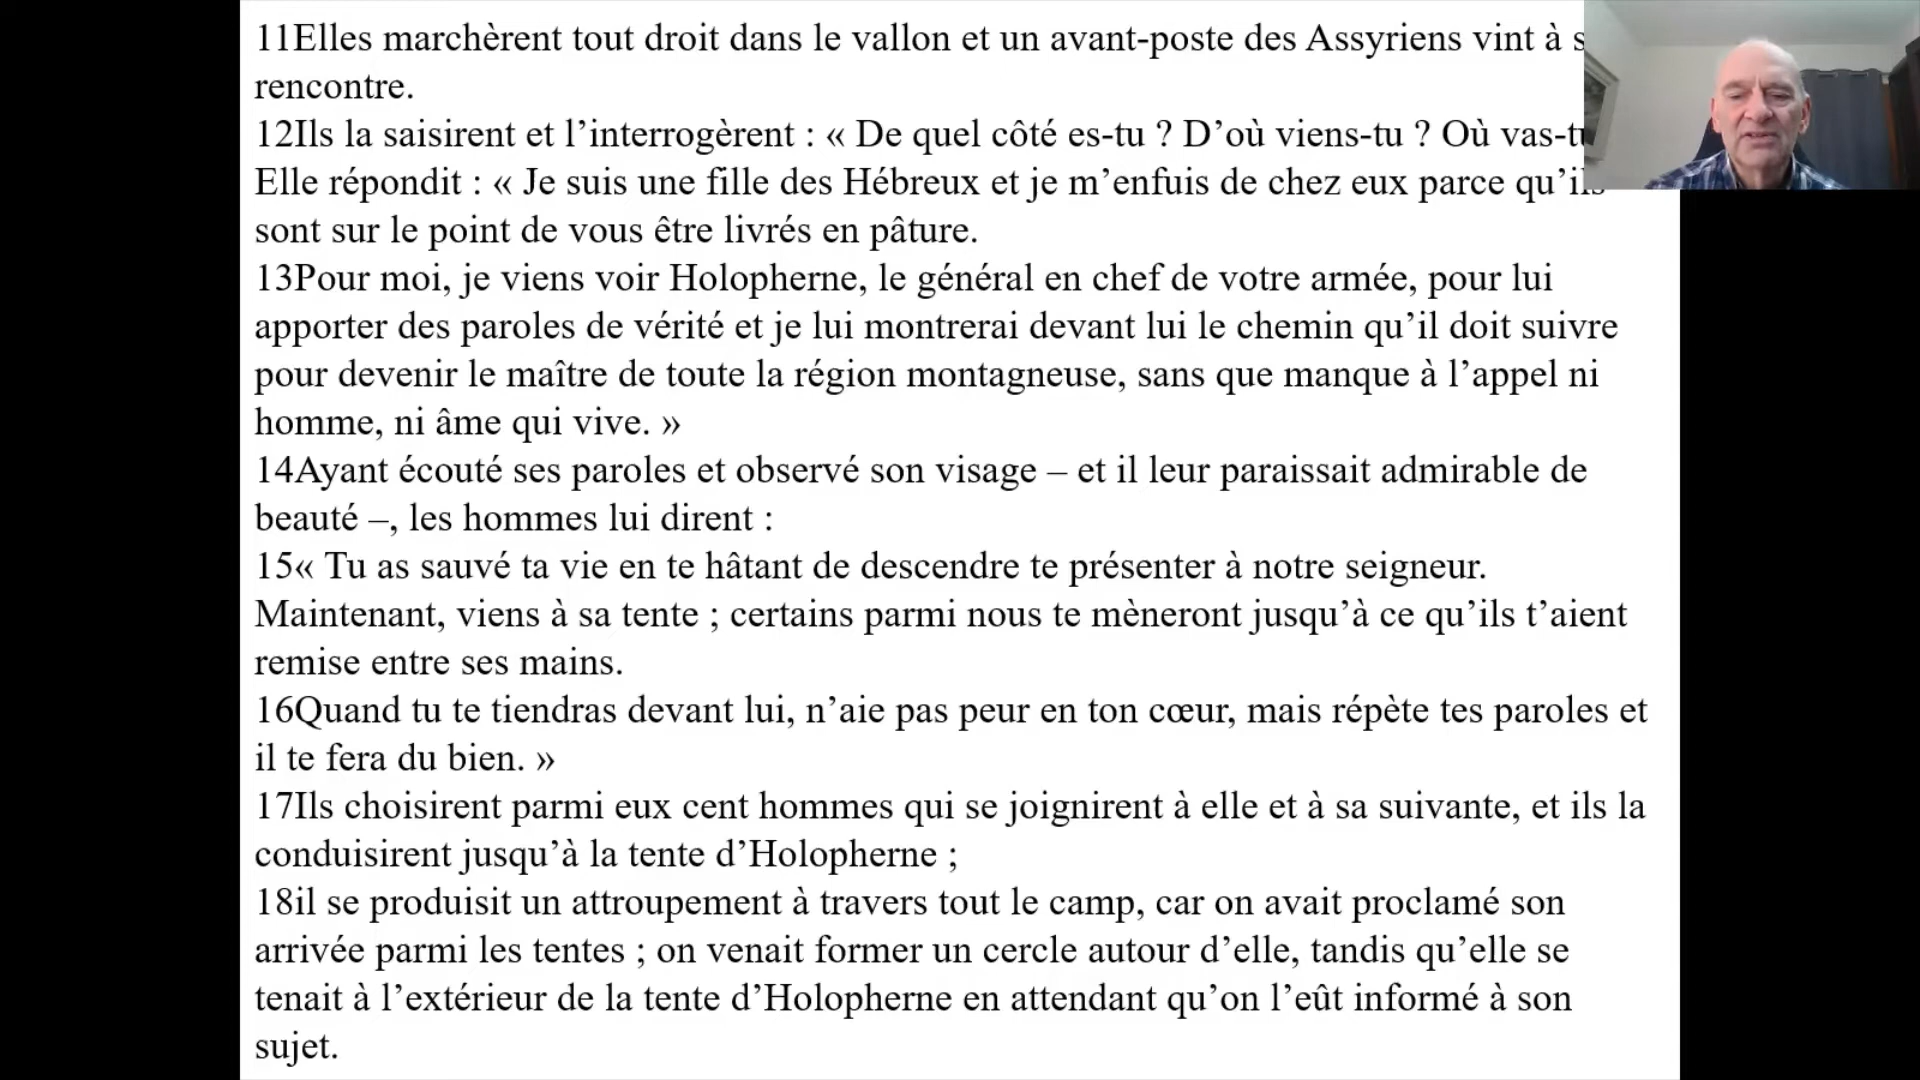 11Elles marchèrent tout droit dans le vallon et un avant-poste des Assyriens vint à
rencontre.
12Ils la saisirent et l’interrogèrent : « De quel côté es-tu ? D’où viens-tu ? Où
Elle répondit : « Je suis une fille des Hébreux et je m’enfuis de chez eux parce qu’ils
sont sur le point de vous être livrés en pâture.
13Pour moi, je viens voir Holopherne, le général en chef de votre armée, pour lui
apporter des paroles de vérité et je lui montrerai devant lui le chemin qu’il doit suivre
pour devenir le maître de toute la région montagneuse, sans que manque à l’appel ni
homme, ni âme qui vive. »
14Ayant écouté ses paroles et observé son visage – et il leur paraissait admirable de
beauté –, les hommes lui dirent :
15« Tu as sauvé ta vie en te hâtant de descendre te présenter à notre seigneur.
Maintenant, viens à sa tente ; certains parmi nous te mèneront jusqu’à ce qu’ils t’aient
remise entre ses mains.
16Quand tu te tiendras devant lui, n’aie pas peur en ton cœur, mais répète tes paroles et
il te fera du bien. »
17Ils choisirent parmi eux cent hommes qui se joignirent à elle et à sa suivante, et ils la
conduisirent jusqu’à la tente d’Holopherne ;
18il se produisit un attroupement à travers tout le camp, car on avait proclamé son
arrivée parmi les tentes ; on venait former un cercle autour d’elle, tandis qu’elle se
tenait à l’extérieur de la tente d’Holopherne en attendant qu’on l’eût informé à son
sujet.